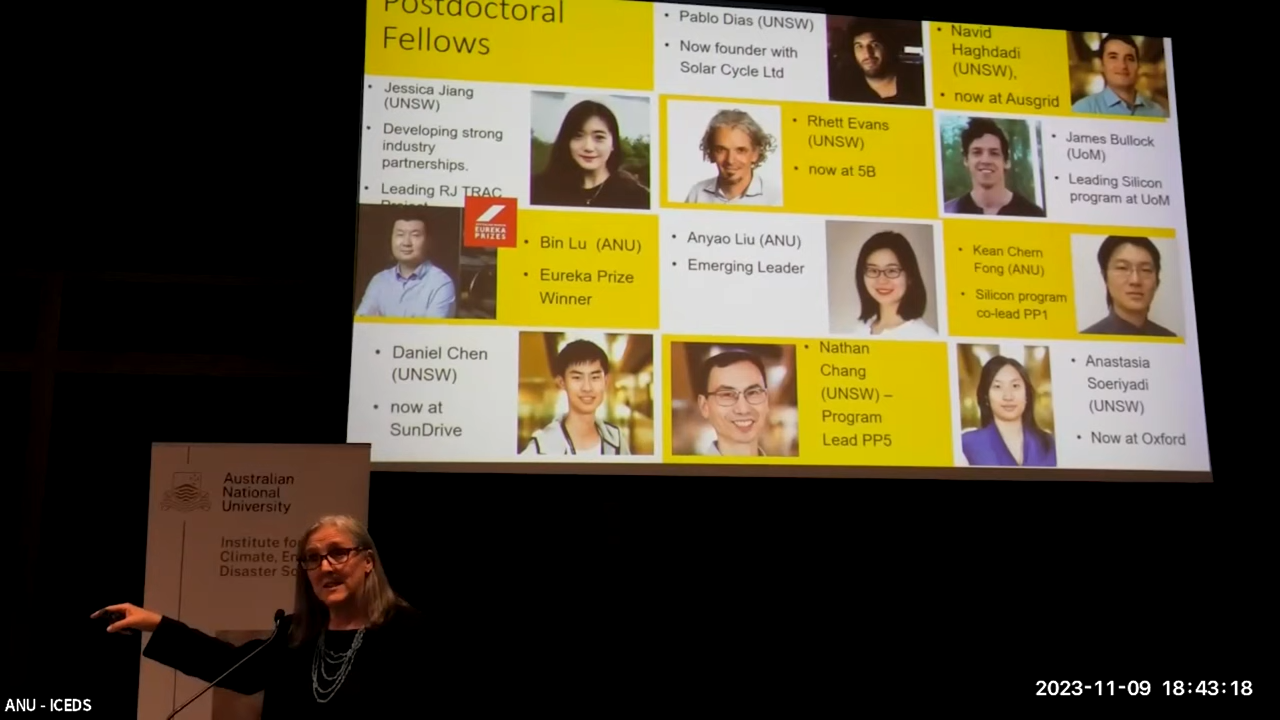 Postdoctoral
Fellows
• Pablo Dias (UNSW)
• Now founder with
Solar Cycle Ltd
• Navid
Haghdadi
(UNSW),
• now at Ausgrid
• Jessica Jiang
(UNSW)
• Developing strong
industry
partnerships.
• Leading RJ TRAC
Project
• Rhett Evans
(UNSW)
• now at 5B
• James Bullock
(UoM)
• Leading Silicon
program at UoM
EUREKA
PRIZES
• Bin Lu (ANU)
• Eureka Prize
Winner
• Anyao Liu (ANU)
• Emerging Leader
• Kean Chern
Fong (ANU)
• Silicon program
co-lead PP1
• Daniel Chen
(UNSW)
• now at
SunDrive
• Nathan
Chang
(UNSW) –
Program
Lead PP5
• Anastasia
Soeriyadi
(UNSW)
• Now at Oxford
Australian
National
University
Institute for
Climate, En
Disaster So
2023-11-09 18:43:18
ANU - ICEDS